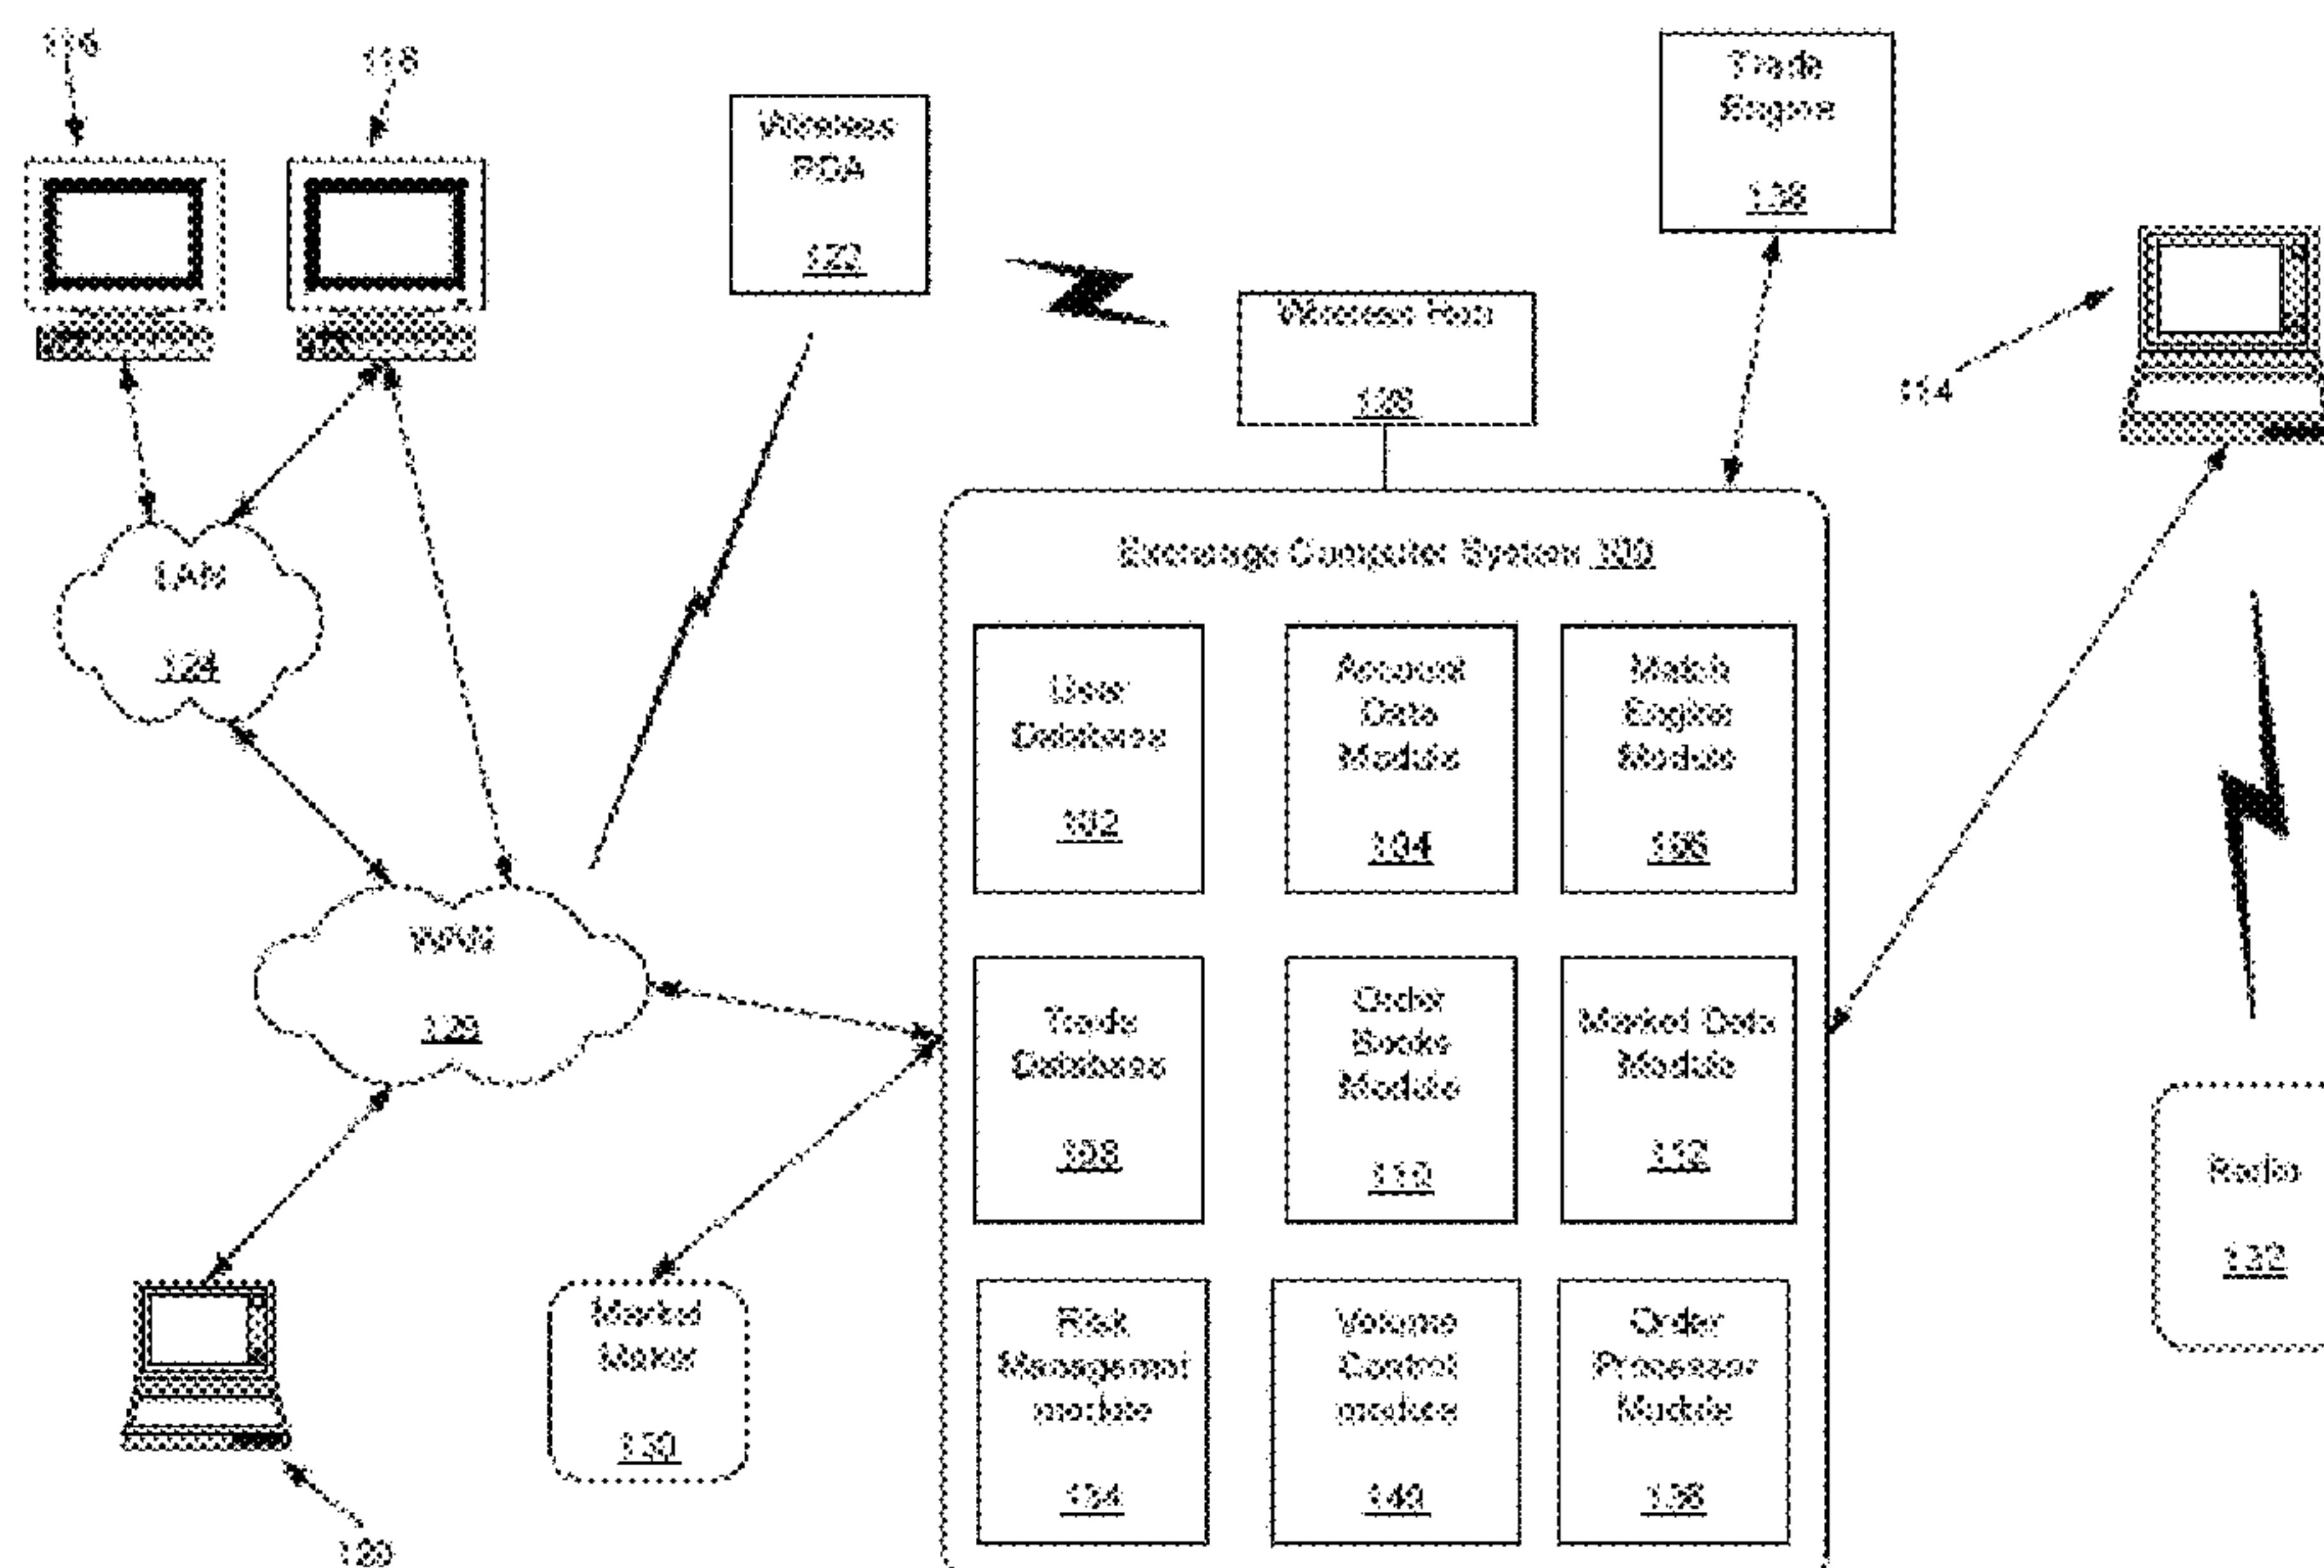 116
118
Trade
Engine
138
Wireless
PDA
122
Wireless Hub
114
Exchange Computer System 100
LAN
124
User
Database
102
Account
Data
Module
104
Match
Engine
Module
106
WAN
Trade
Database
108
Order
Books
Module
110
Market Data
Module
112
Radio
132
Market
Maker
130
Risk
Management
module
134
Volume
Control
module
140
Order
Processor
Module
136
120